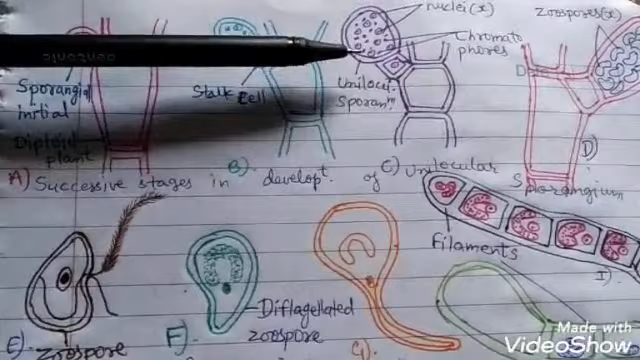 nuclei(x)
zoospores(x)
Chromato
phores
Sporangial
initial
Stalk Cell
Unilocu.
Sporan
D
Diploid
plant
D)
A) Successive stages in B) developt. of C) Unilocular
Sporangium
Filaments
I).
Diflagellated
zoospore
E). Zoospore
F).
G).
Made with
VideoShow